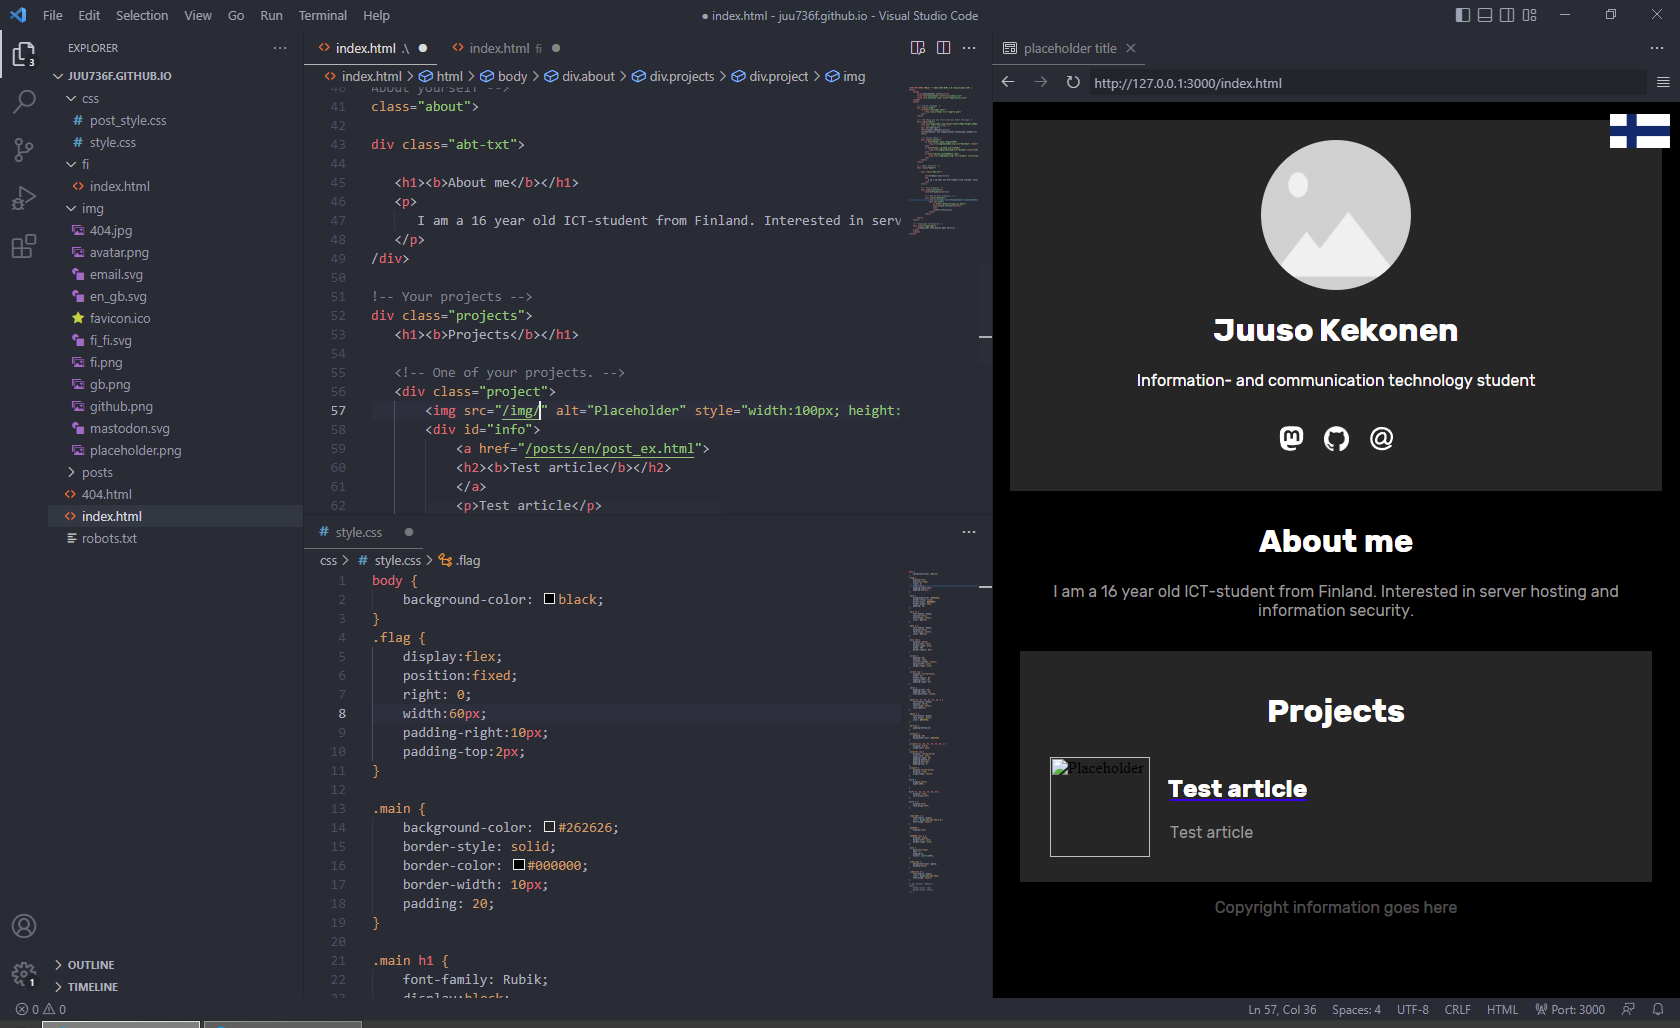 File Edit Selection View Go Run Terminal Help
● index.html - juu736f.github.io - Visual Studio Code
EXPLORER
JUU736F.GITHUB.IO
css
# post_style.css
# style.css
fi
<> index.html
img
404.jpg
avatar.png
email.svg
en_gb.svg
favicon.ico
fi_fi.svg
fi.png
gb.png
github.png
mastodon.svg
placeholder.png
posts
<> 404.html
<> index.html
robots.txt
OUTLINE
TIMELINE
3
1
<> index.html .\ ●
<> index.html fi ●
<> index.html > html > body > div.about > div.projects > div.project > img
40 About yourself -->
41 class="about">
42
43 div class="abt-txt">
44
45 <h1><b>About me</b></h1>
46 <p>
47 I am a 16 year old ICT-student from Finland. Interested in serv
48 </p>
49 /div>
50
51 !-- Your projects -->
52 div class="projects">
53 <h1><b>Projects</b></h1>
54
55 <!-- One of your projects. -->
56 <div class="project">
57 <img src="/img/" alt="Placeholder" style="width:100px; height:
58 <div id="info">
59 <a href="/posts/en/post_ex.html">
60 <h2><b>Test article</b></h2>
61 </a>
62 <p>Test article</p>
# style.css ●
css > # style.css > .flag
1 body {
2 background-color: black;
3 }
4 .flag {
5 display:flex;
6 position:fixed;
7 right: 0;
8 width:60px;
9 padding-right:10px;
10 padding-top:2px;
11 }
12
13 .main {
14 background-color: #262626;
15 border-style: solid;
16 border-color: #000000;
17 border-width: 10px;
18 padding: 20;
19 }
20
21 .main h1 {
22 font-family: Rubik;
23 display:block;
placeholder title
http://127.0.0.1:3000/index.html
Juuso Kekonen
Information- and communication technology student
About me
I am a 16 year old ICT-student from Finland. Interested in server hosting and
information security.
Projects
Placeholder
Test article
Test article
Copyright information goes here
0 0
Ln 57, Col 36 Spaces: 4 UTF-8 CRLF HTML Port: 3000